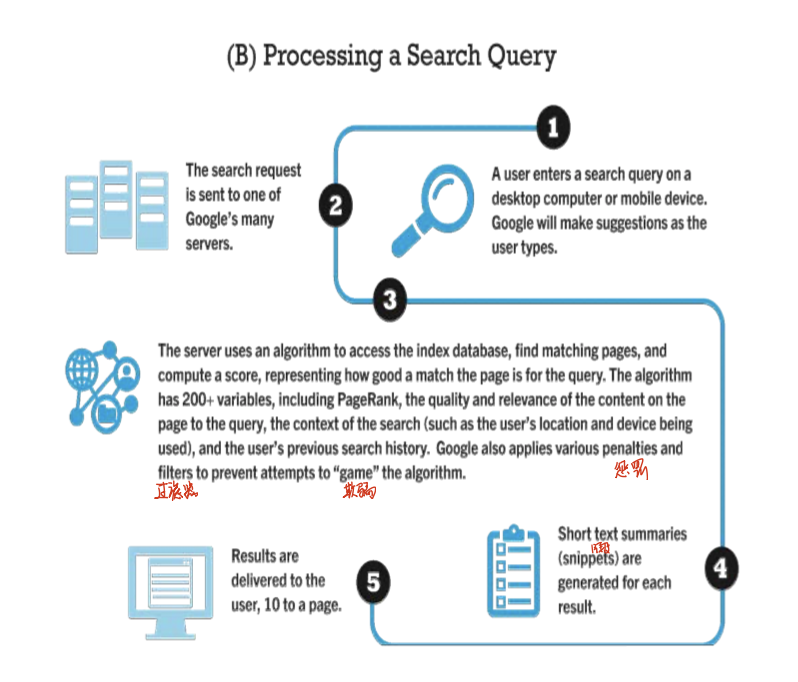 (B) Processing a Search Query
1
A user enters a search query on a
desktop computer or mobile device.
Google will make suggestions as the
user types.
2
The search request
is sent to one of
Google's many
servers.
3
The server uses an algorithm to access the index database, find matching pages, and
compute a score, representing how good a match the page is for the query. The algorithm
has 200+ variables, including PageRank, the quality and relevance of the content on the
page to the query, the context of the search (such as the user's location and device being
used), and the user's previous search history. Google also applies various penalties and
惩罚
filters to prevent attempts to “game” the algorithm.
过滤器 欺骗
4
Short text summaries
(snippets) are
generated for each
result.
5
Results are
delivered to the
user, 10 to a page.